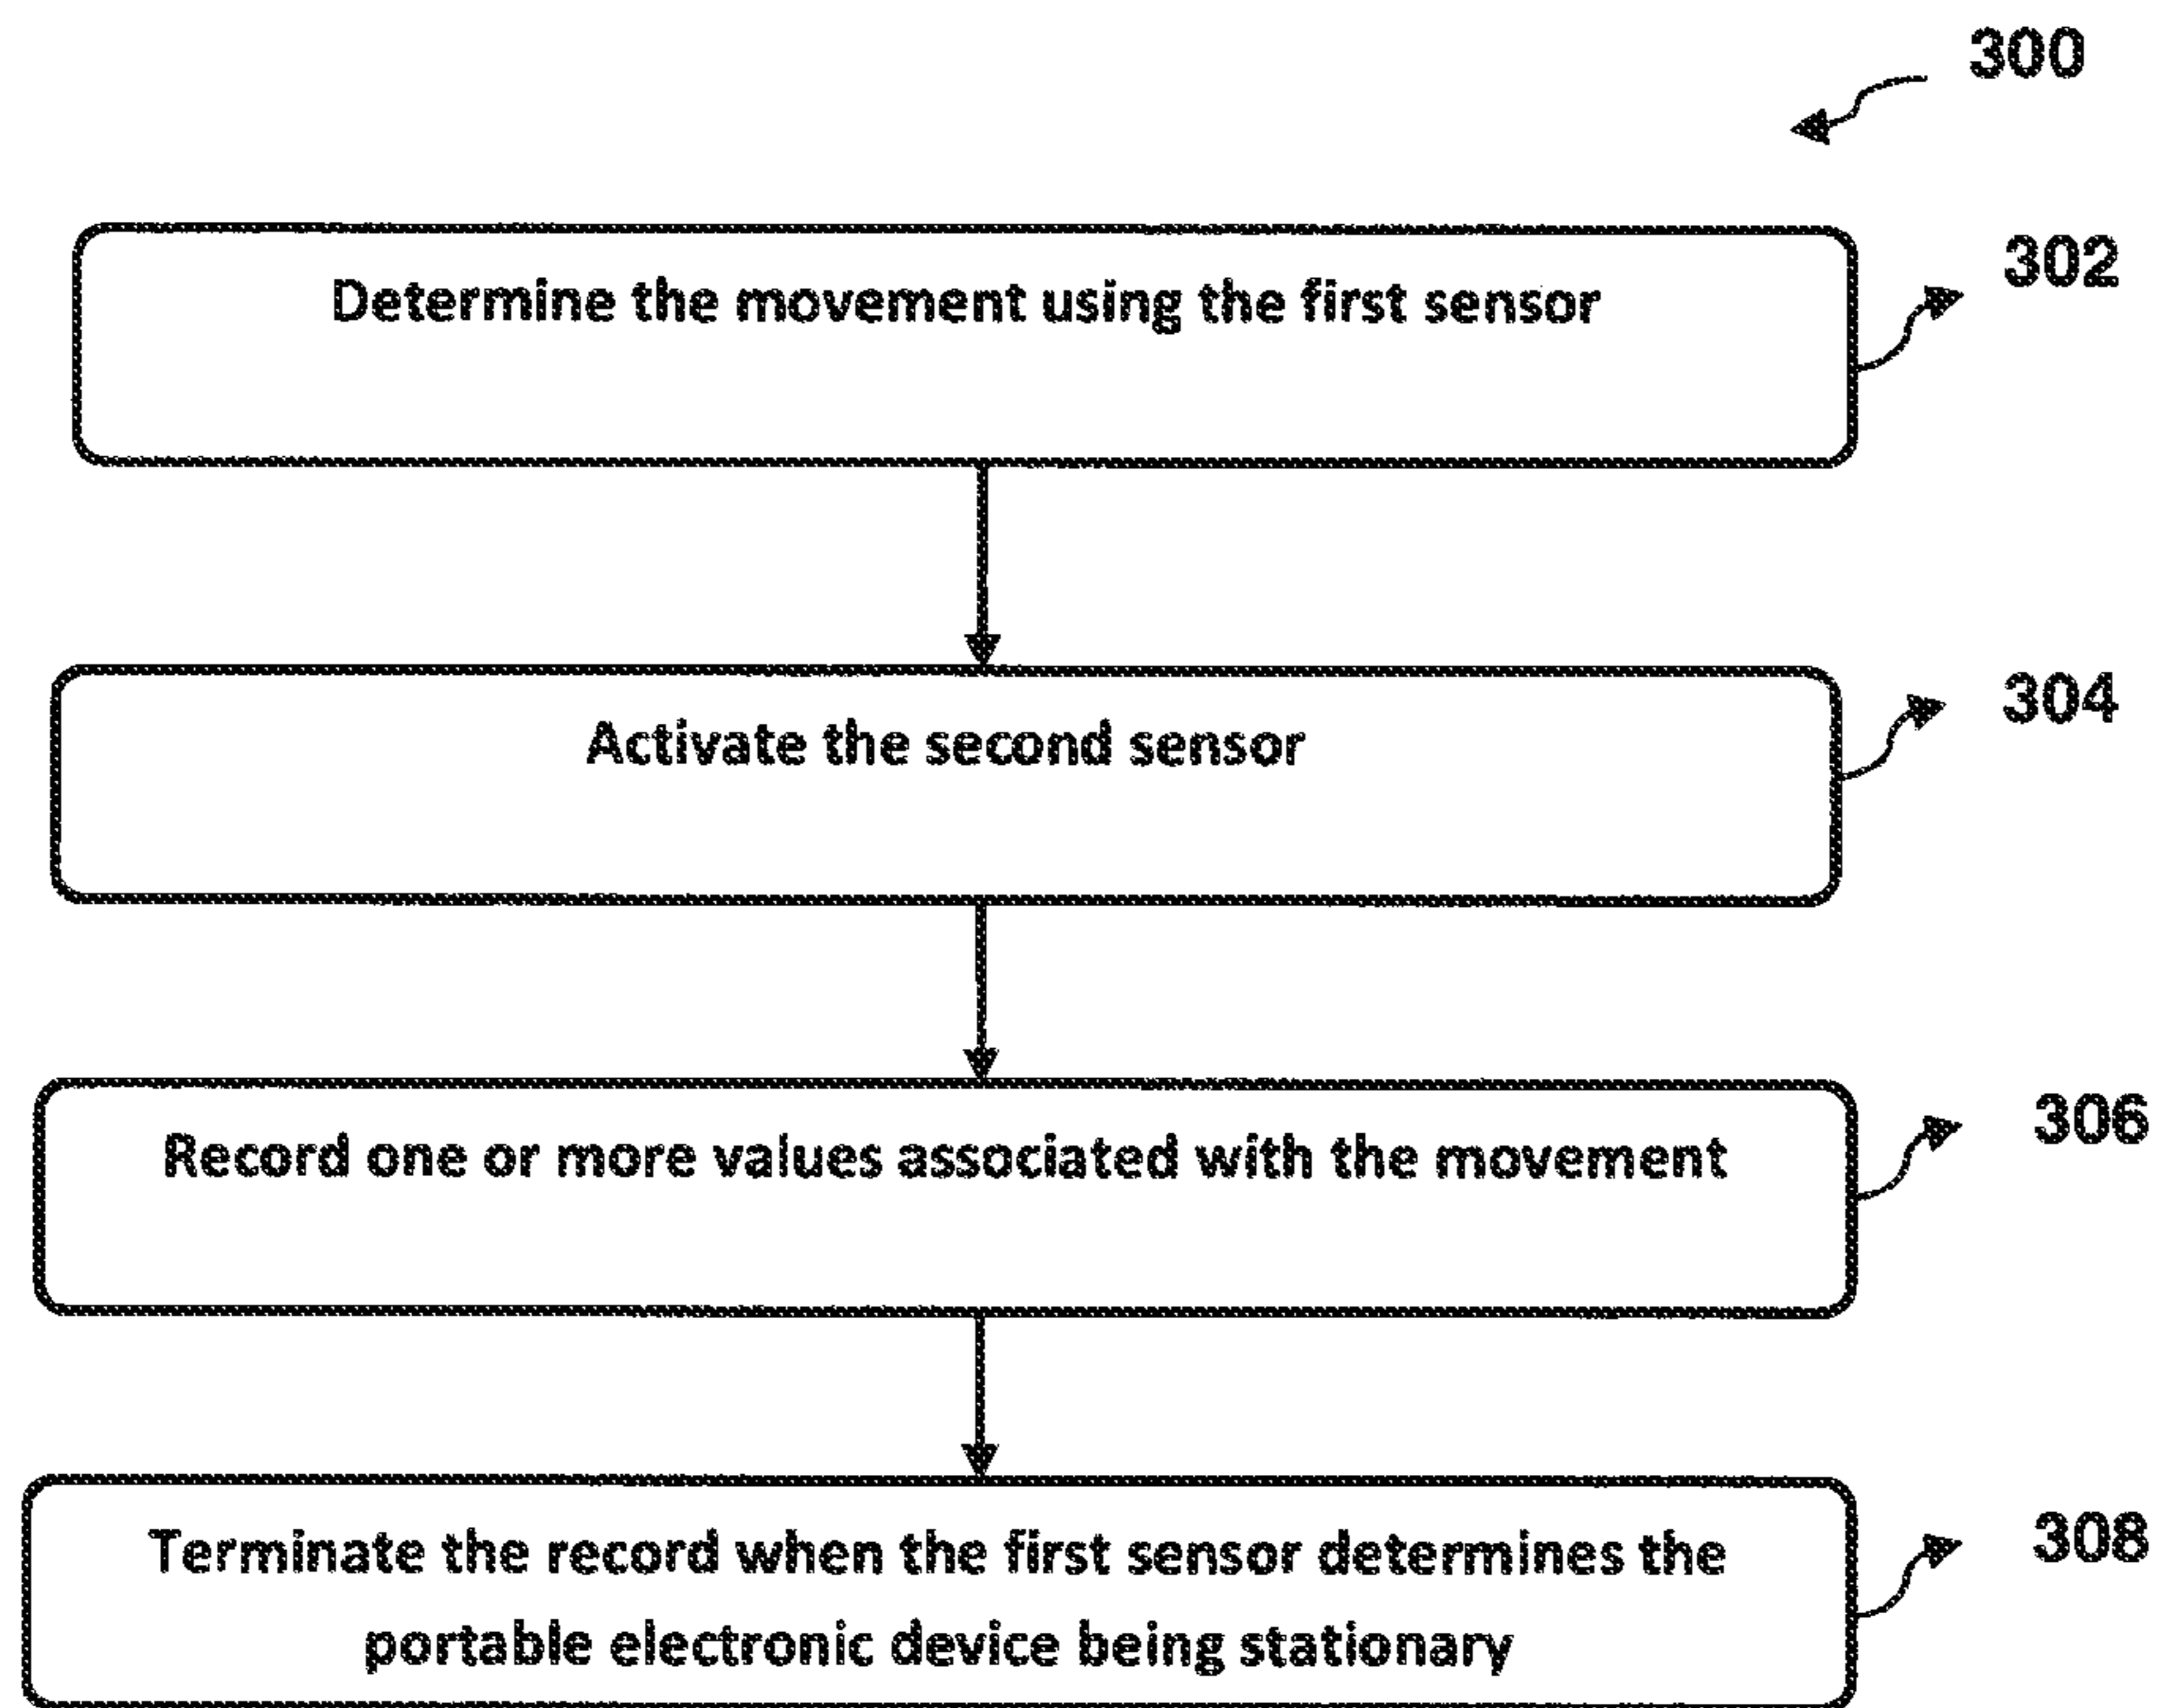 300
Determine the movement using the first sensor
302
Activate the second sensor
304
Record one or more values associated with the movement
306
Terminate the record when the first sensor determines the
portable electronic device being stationary
308